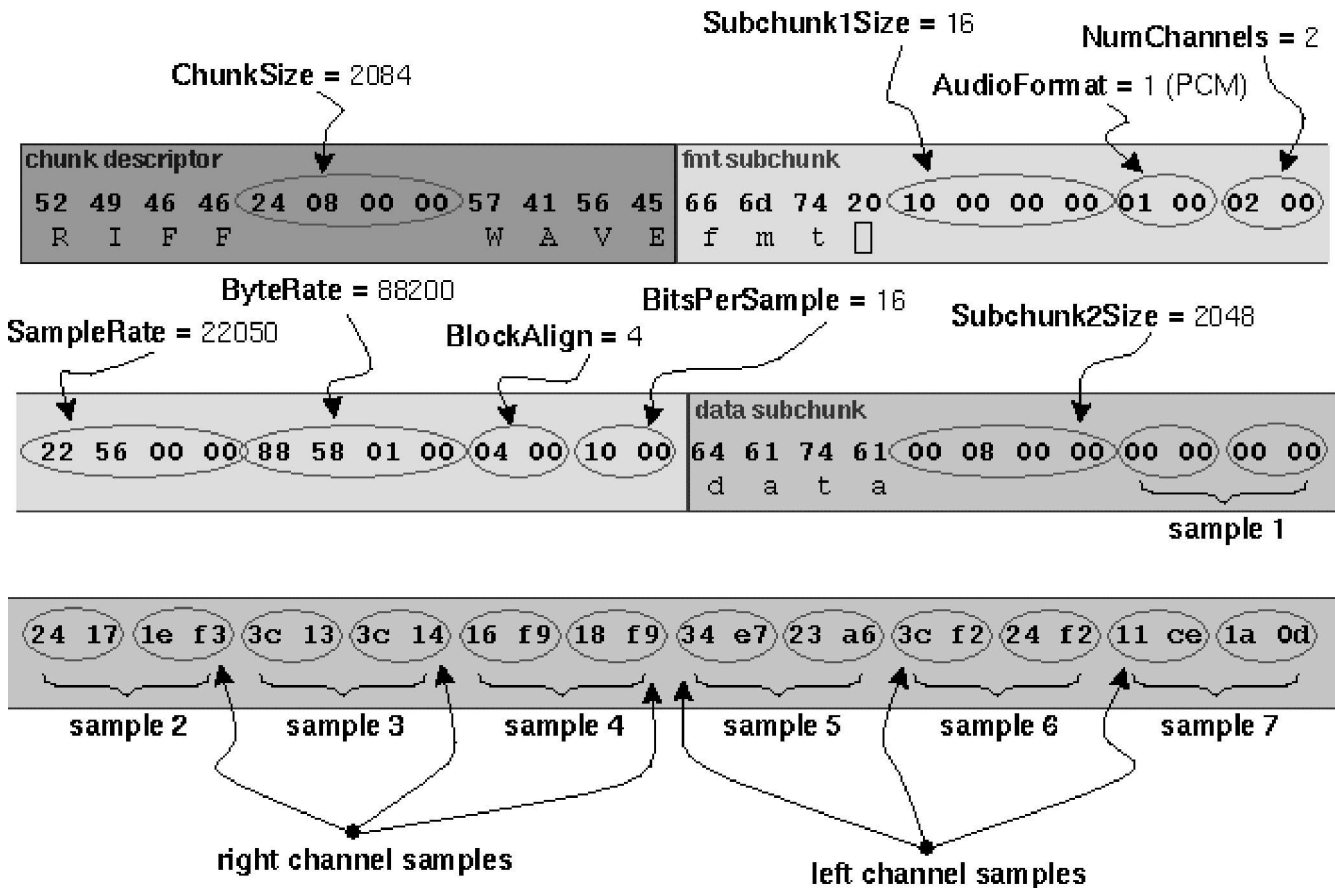 Subchunk1Size = 16
NumChannels = 2
ChunkSize = 2084
AudioFormat = 1 (PCM)
chunk descriptor
fmt subchunk
52 49 46 46 24 08 00 00 57 41 56 45 66 6d 74 20 10 00 00 00 01 00 02 00
R I F F W A V E f m t
ByteRate = 88200
BitsPerSample = 16
SampleRate = 22050
BlockAlign = 4
Subchunk2Size = 2048
data subchunk
22 56 00 00 88 58 01 00 04 00 10 00 64 61 74 61 00 08 00 00 00 00 00 00
d a t a
sample 1
24 17 1e f3 3c 13 3c 14 16 f9 18 f9 34 e7 23 a6 3c f2 24 f2 11 ce 1a 0d
sample 2 sample 3 sample 4 sample 5 sample 6 sample 7
right channel samples
left channel samples